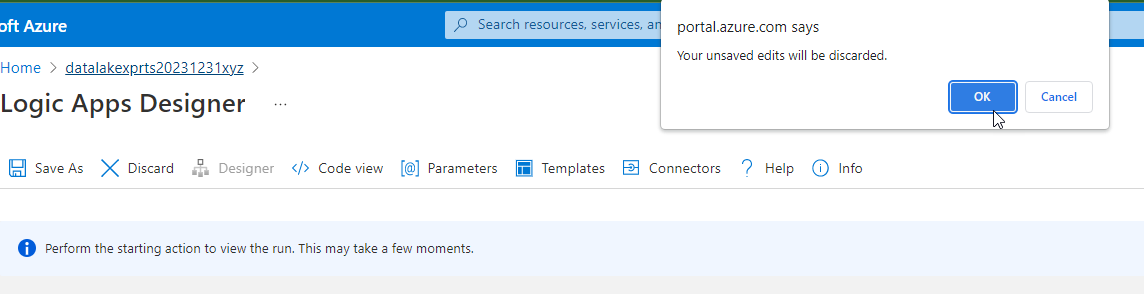 oft Azure
Search resources, services, an
portal.azure.com says
Your unsaved edits will be discarded.
OK
Cancel
Home > datalakexprts20231231xyz >
Logic Apps Designer ...
Save As Discard Designer </> Code view [@] Parameters Templates Connectors ? Help Info
Perform the starting action to view the run. This may take a few moments.